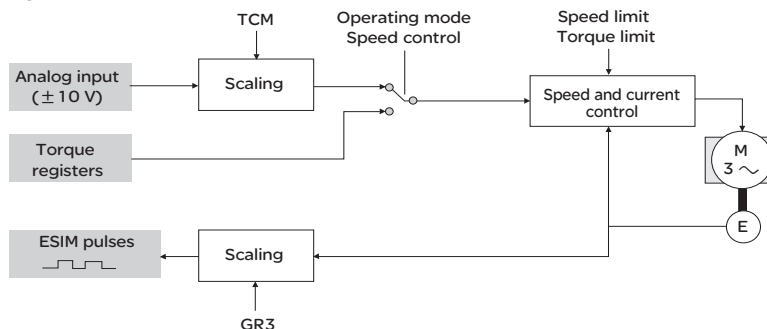 TCM
Operating mode
Speed control
Speed limit
Torque limit
Analog input
(± 10 V)
Scaling
Speed and current
control
Torque
registers
M
3 ~
E
ESIM pulses
Scaling
GR3